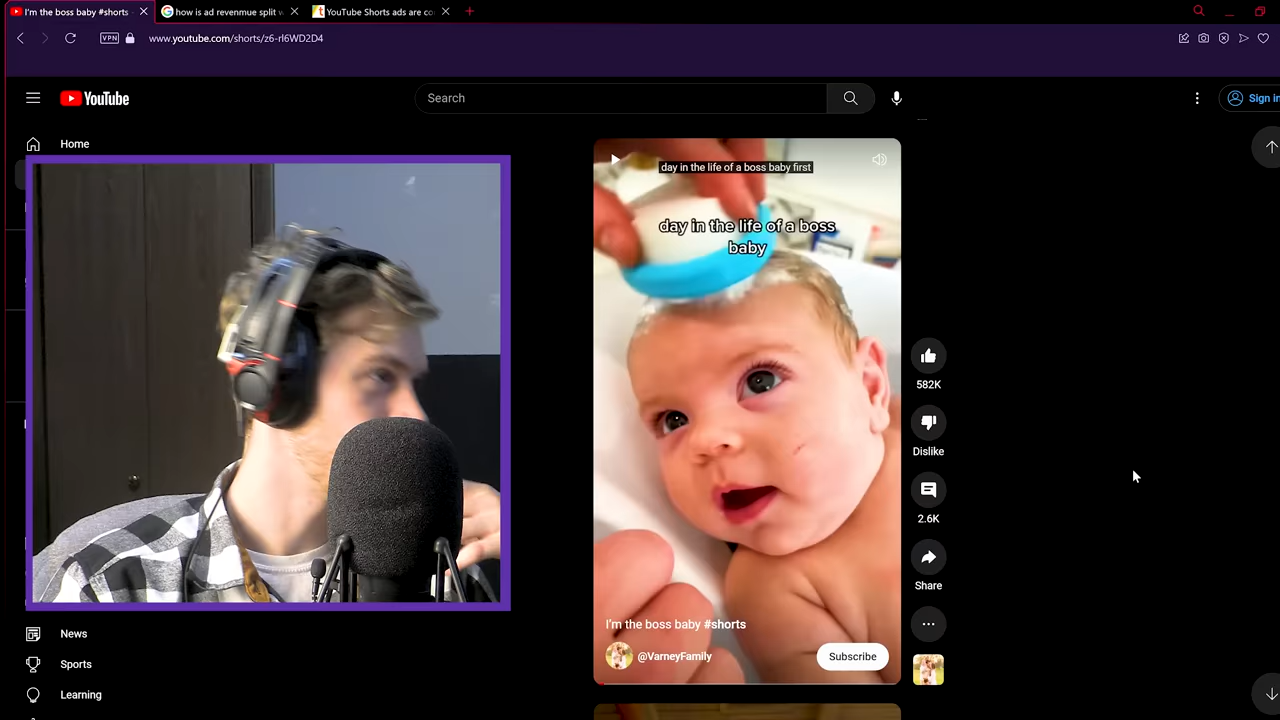 I'm the boss baby #shorts -
how is ad revenmue split w
YouTube Shorts ads are co
VPN
www.youtube.com/shorts/z6-rl6WD2D4
YouTube
Search
Sign in
Home
day in the life of a boss baby first
day in the life of a boss
baby
582K
Dislike
2.6K
Share
I'm the boss baby #shorts
@VarneyFamily
Subscribe
News
Sports
Learning